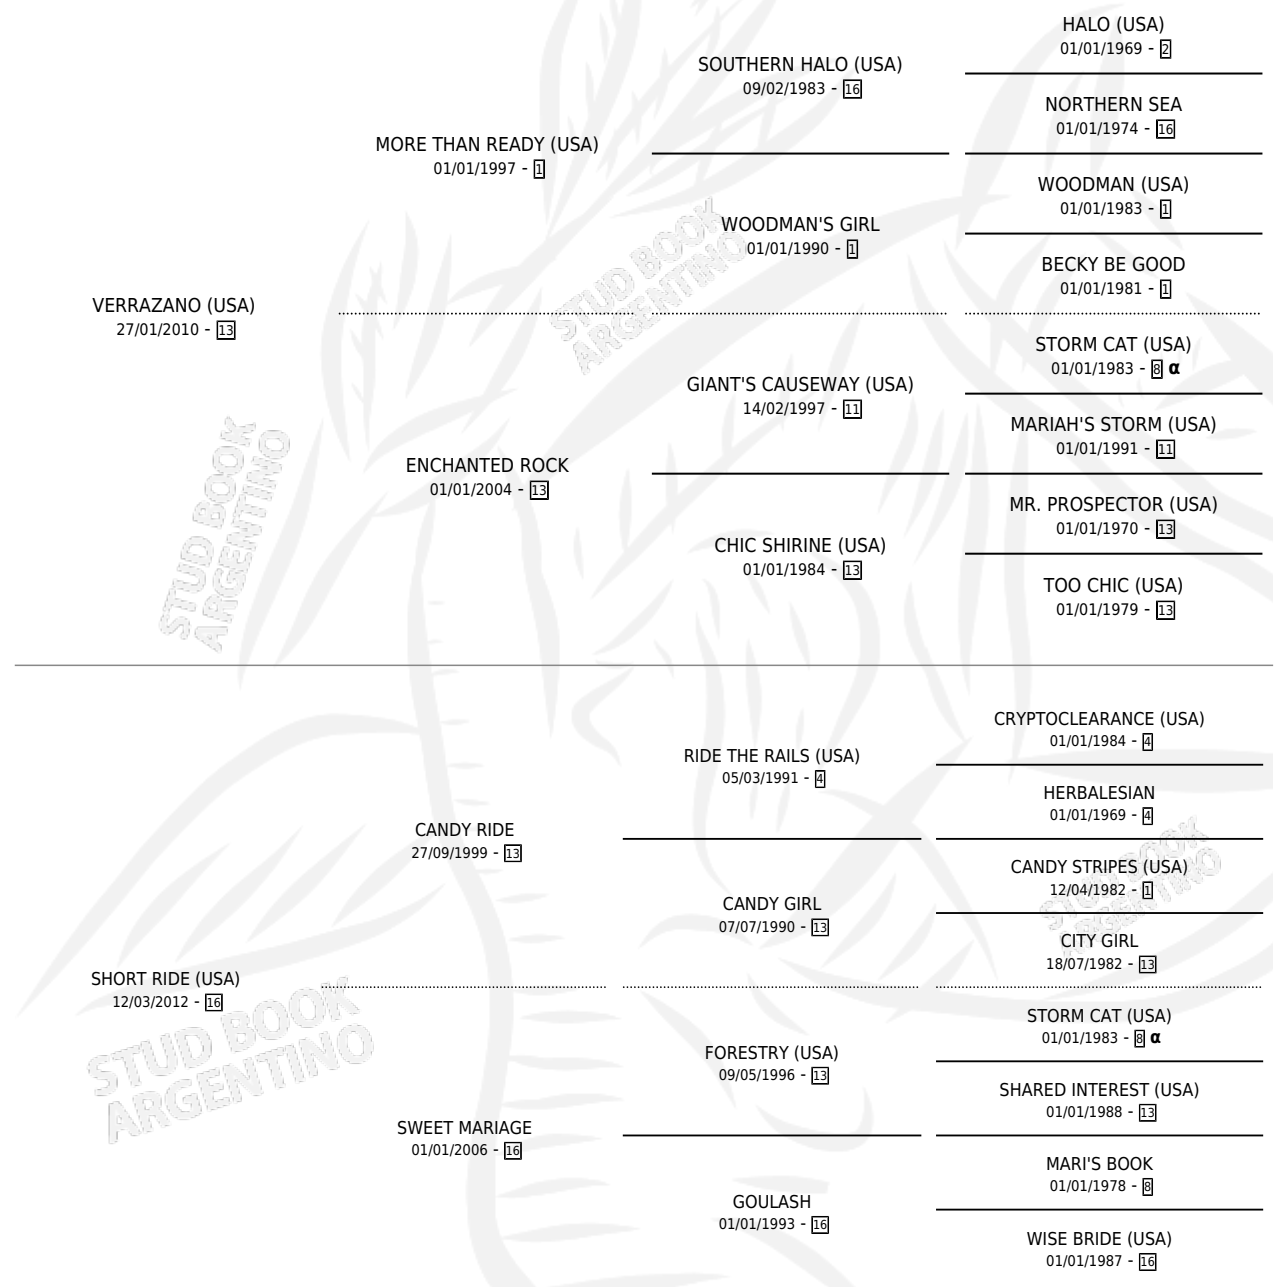 HALO (USA)
01/01/1969 - 2
SOUTHERN HALO (USA)
09/02/1983 - 16
NORTHERN SEA
01/01/1974 - 16
MORE THAN READY (USA)
01/01/1997 - 1
WOODMAN (USA)
01/01/1983 - 1
WOODMAN'S GIRL
01/01/1990 - 1
BECKY BE GOOD
01/01/1981 - 1
VERRAZANO (USA)
27/01/2010 - 13
STORM CAT (USA)
01/01/1983 - 8 α
GIANT'S CAUSEWAY (USA)
14/02/1997 - 11
MARIAH'S STORM (USA)
01/01/1991 - 11
ENCHANTED ROCK
01/01/2004 - 13
MR. PROSPECTOR (USA)
01/01/1970 - 13
CHIC SHIRINE (USA)
01/01/1984 - 13
TOO CHIC (USA)
01/01/1979 - 13
STUD BOOK
ARGENTINO
STUD BOOK
ARGENTINO
CRYPTOCLEARANCE (USA)
01/01/1984 - 4
RIDE THE RAILS (USA)
05/03/1991 - 4
HERBALESIAN
01/01/1969 - 4
CANDY RIDE
27/09/1999 - 13
CANDY STRIPES (USA)
12/04/1982 - 1
CANDY GIRL
07/07/1990 - 13
CITY GIRL
18/07/1982 - 13
STUD BOOK
ARGENTINO
SHORT RIDE (USA)
12/03/2012 - 16
STORM CAT (USA)
01/01/1983 - 8 α
FORESTRY (USA)
09/05/1996 - 13
SHARED INTEREST (USA)
01/01/1988 - 13
SWEET MARIAGE
01/01/2006 - 16
MARI'S BOOK
01/01/1978 - 8
GOULASH
01/01/1993 - 16
WISE BRIDE (USA)
01/01/1987 - 16
STUD BOOK
ARGENTINO